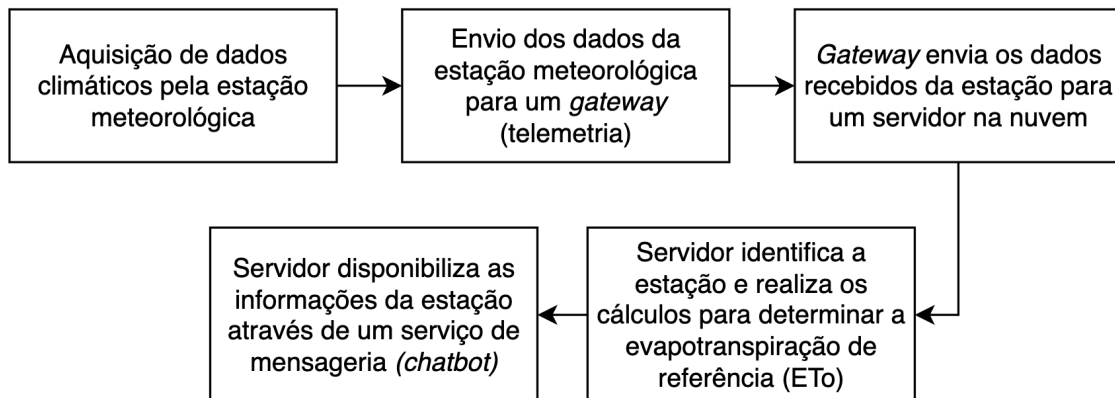 Aquisição de dados
climáticos pela estação
meteorológica
Envio dos dados da
estação meteorológica
para um gateway
(telemetria)
Gateway envia os dados
recebidos da estação para
um servidor na nuvem
Servidor identifica a
estação e realiza os
cálculos para determinar a
evapotranspiração de
referência (ETo)
Servidor disponibiliza as
informações da estação
através de um serviço de
mensageria (chatbot)